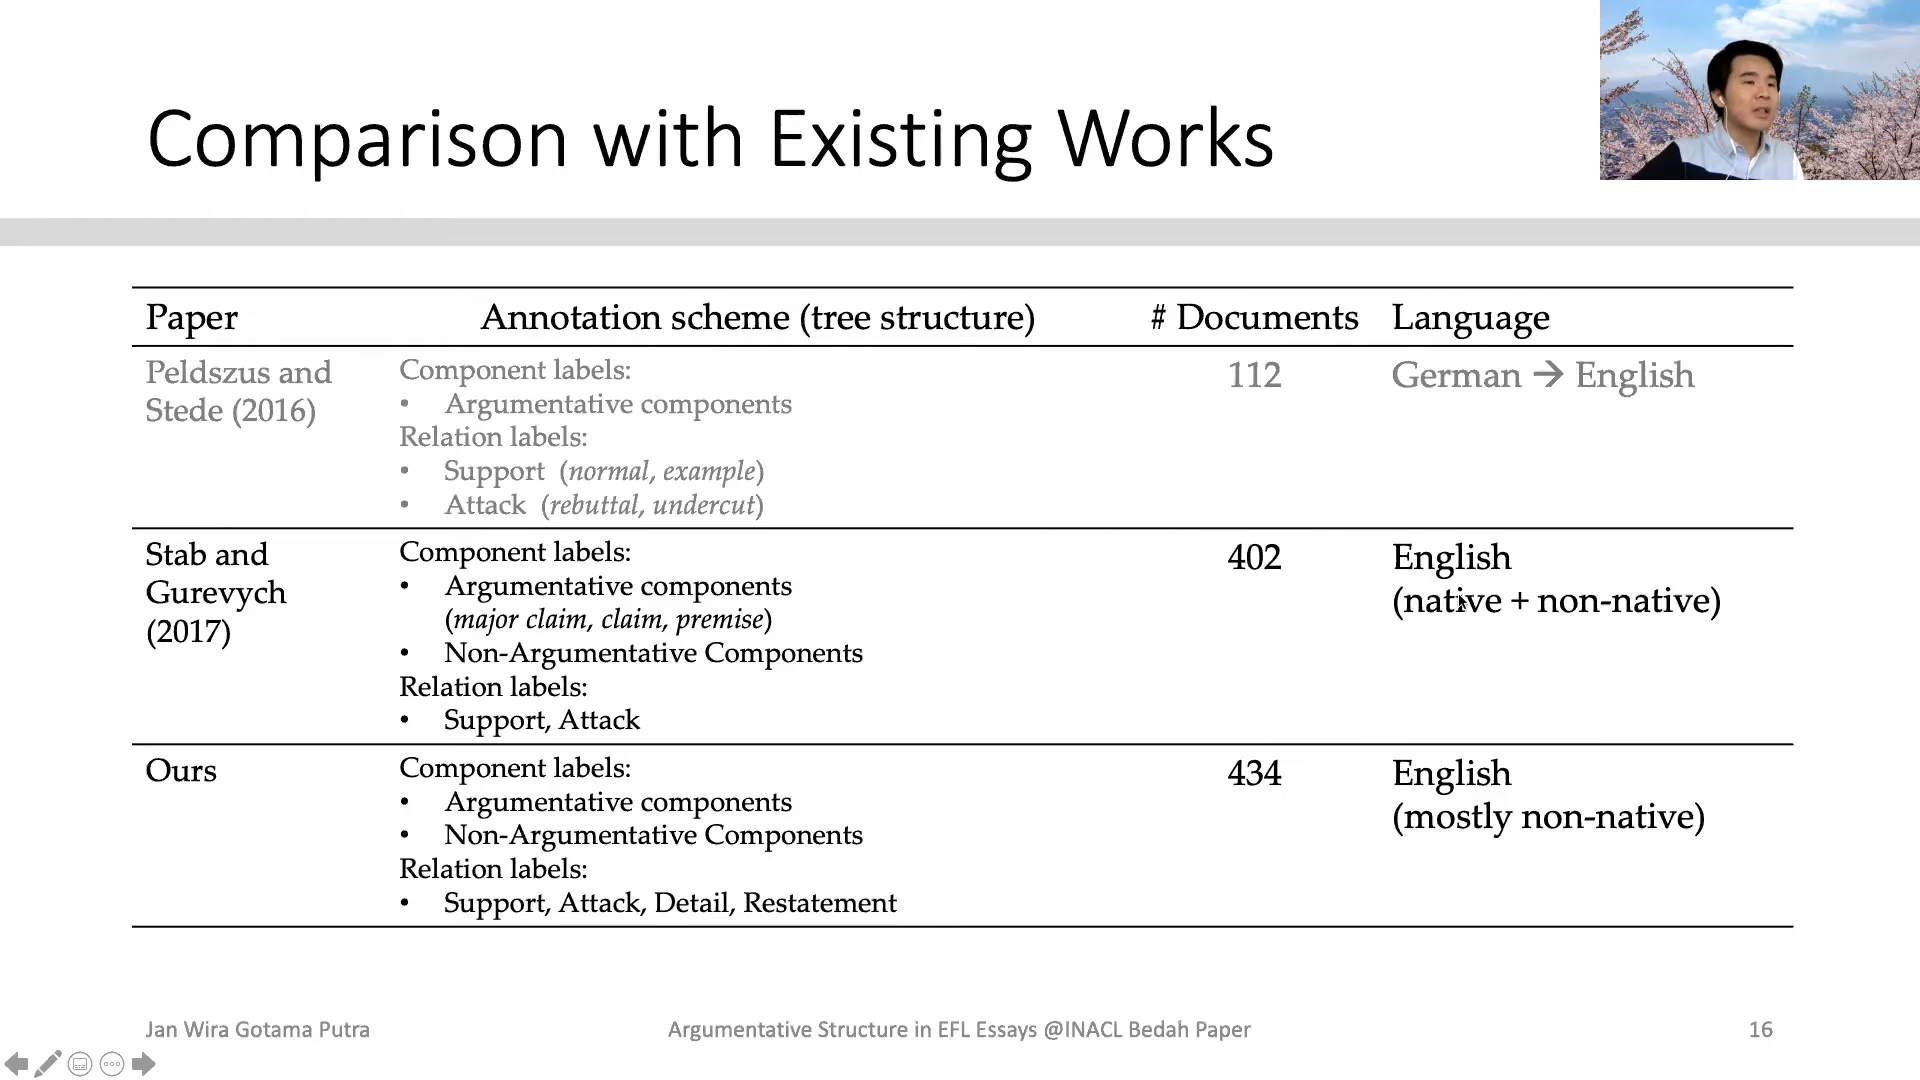 Comparison with Existing Works
Paper Annotation scheme (tree structure) # Documents Language
Peldszus and
Stede (2016)
Component labels:
• Argumentative components
Relation labels:
• Support (normal, example)
• Attack (rebuttal, undercut)
112
German → English
Stab and
Gurevych
(2017)
Component labels:
• Argumentative components
(major claim, claim, premise)
• Non-Argumentative Components
Relation labels:
• Support, Attack
402
English
(native + non-native)
Ours
Component labels:
• Argumentative components
• Non-Argumentative Components
Relation labels:
• Support, Attack, Detail, Restatement
434
English
(mostly non-native)
Jan Wira Gotama Putra Argumentative Structure in EFL Essays @INACL Bedah Paper 16